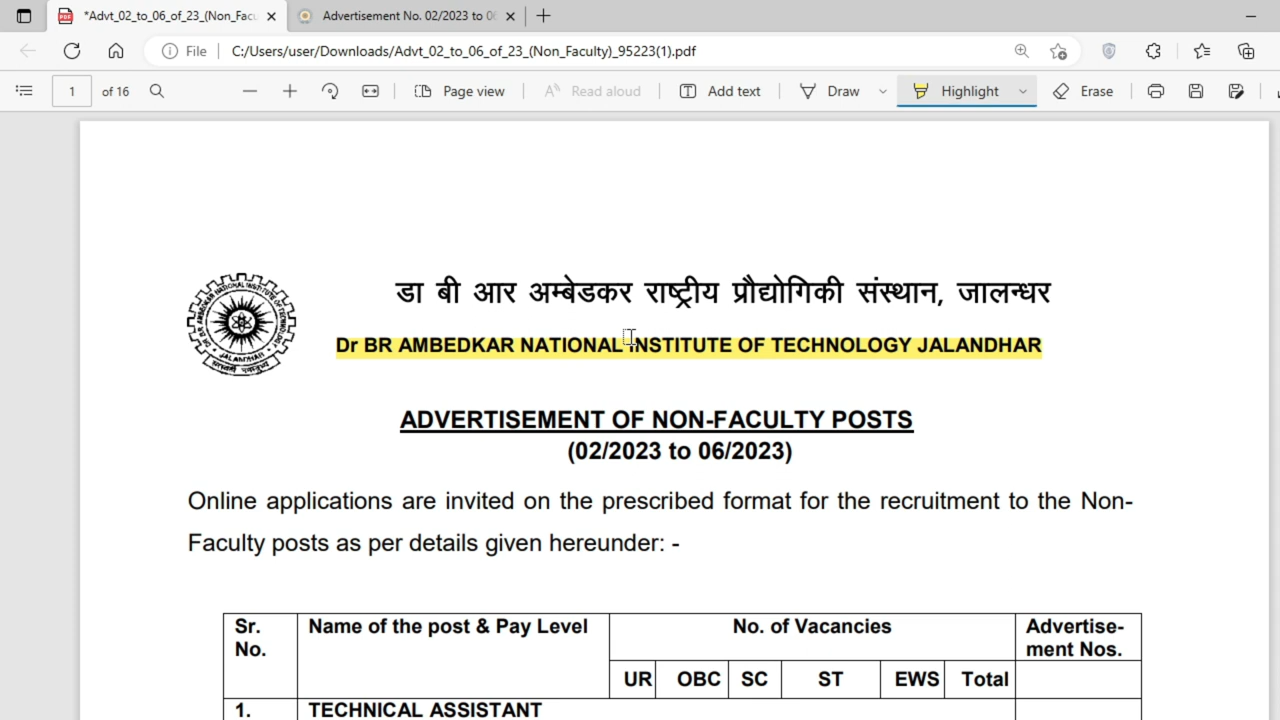 *Advt_02_to_06_of_23_(Non_Facu
Advertisement No. 02/2023 to 06
File
C:/Users/user/Downloads/Advt_02_to_06_of_23_(Non_Faculty)_95223(1).pdf
1 of 16
Page view
Read aloud
Add text
Draw
Highlight
Erase
डा बी आर अम्बेडकर राष्ट्रीय प्रौद्योगिकी संस्थान, जालन्धर
Dr BR AMBEDKAR NATIONAL INSTITUTE OF TECHNOLOGY JALANDHAR
JALANDHAR
ADVERTISEMENT OF NON-FACULTY POSTS
(02/2023 to 06/2023)
Online applications are invited on the prescribed format for the recruitment to the Non-
Faculty posts as per details given hereunder: -
Sr. No.
Name of the post & Pay Level
No. of Vacancies
Advertise-
ment Nos.
UR OBC SC ST EWS Total
1. TECHNICAL ASSISTANT